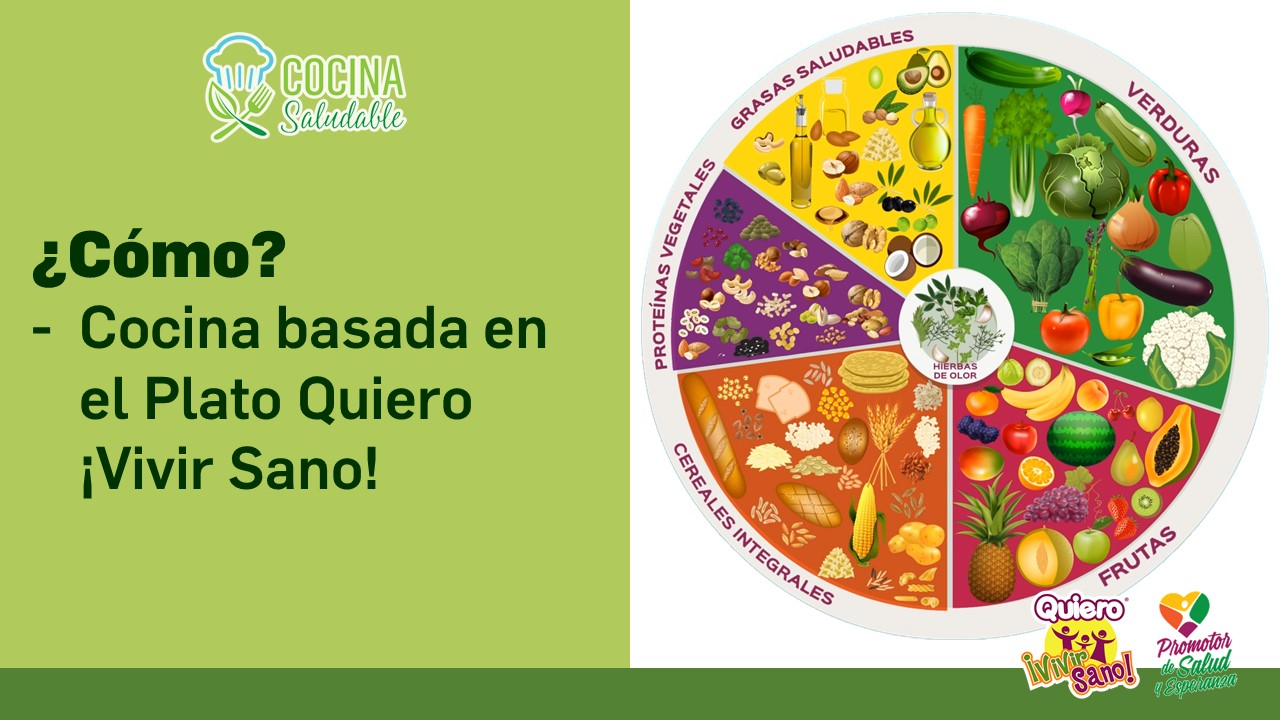 COCINA
Saludable
¿Cómo?
- Cocina basada en
el Plato Quiero
¡Vivir Sano!
GRASAS SALUDABLES
VERDURAS
PROTEÍNAS VEGETALES
HIERBAS
DE OLOR
CEREALES INTEGRALES
FRUTAS
Quiero®
¡Vivir
Sano!
Promotor
de Salud
y Esperanza